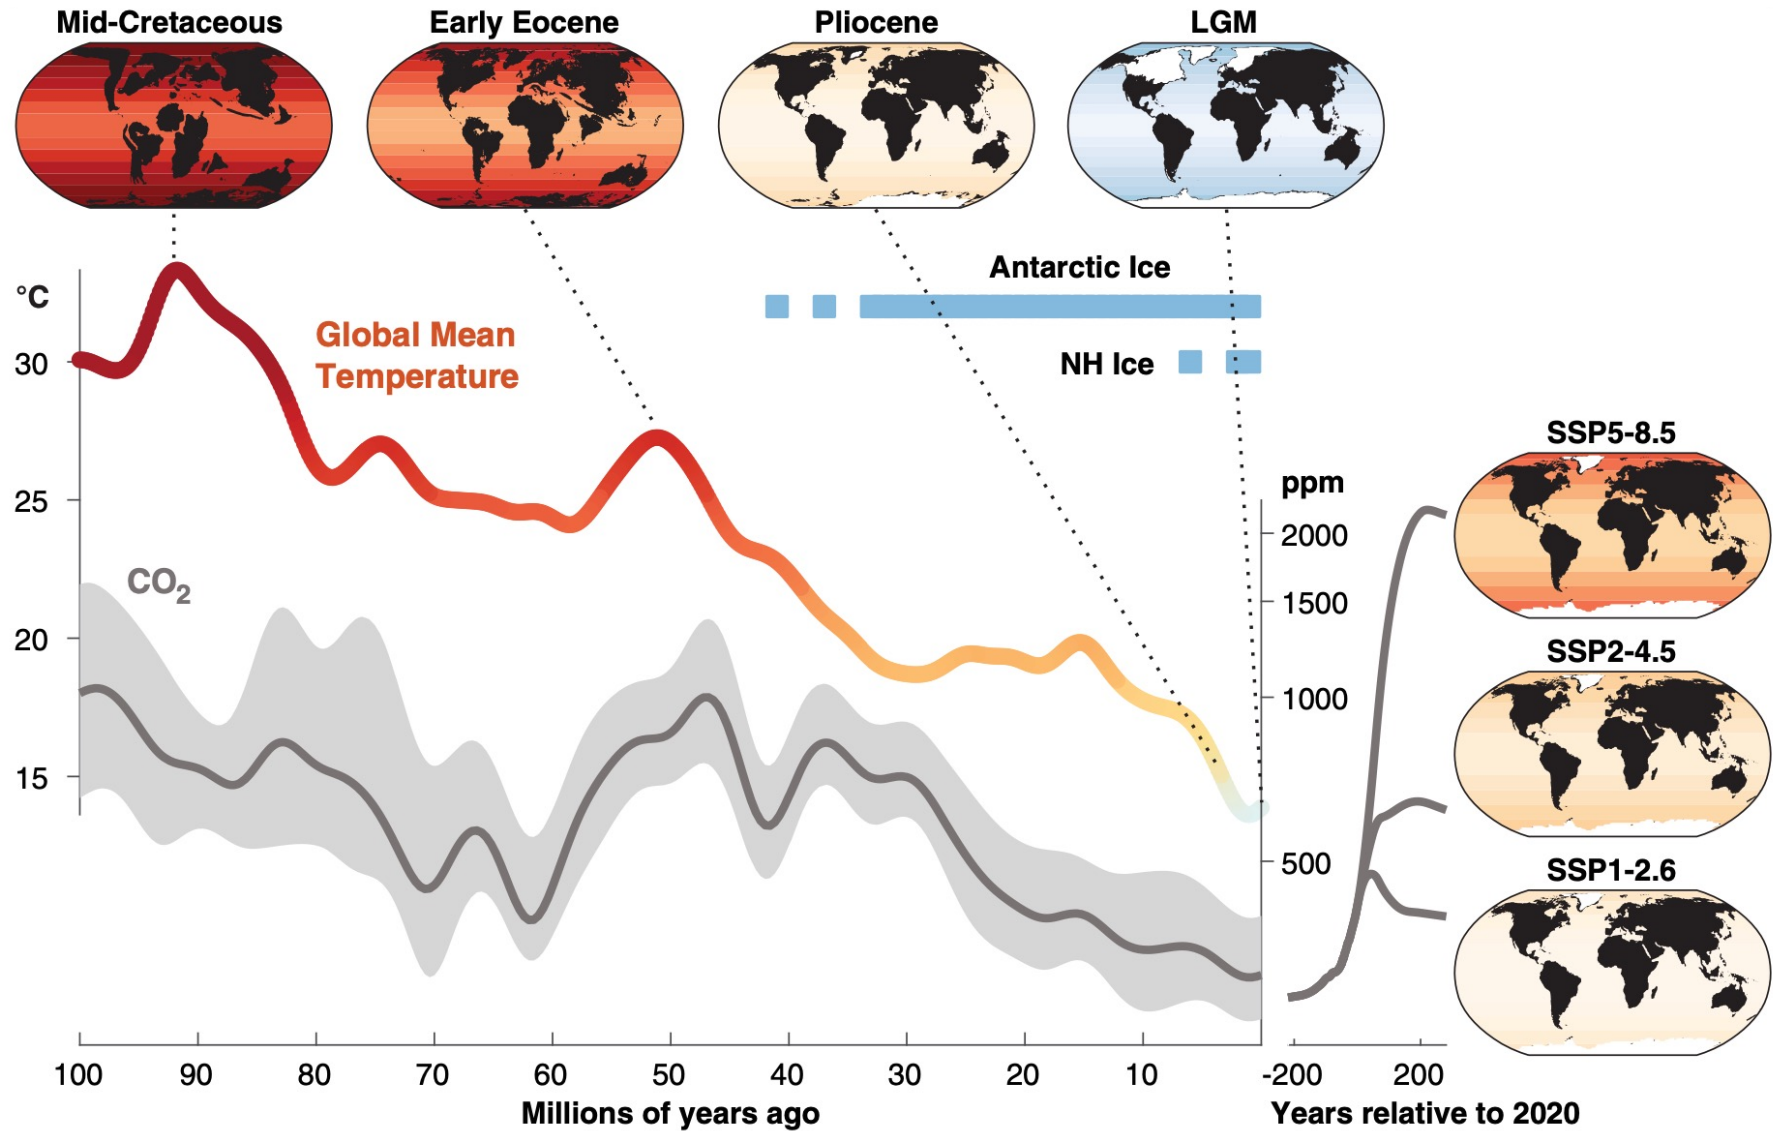 Mid-Cretaceous
Early Eocene
Pliocene
LGM
Antarctic Ice
°C
Global Mean
Temperature
30
NH Ice
SSP5-8.5
25
ppm
2000
CO2
1500
20
SSP2-4.5
1000
15
500
SSP1-2.6
100 90 80 70 60 50 40 30 20 10 -200 200
Millions of years ago
Years relative to 2020